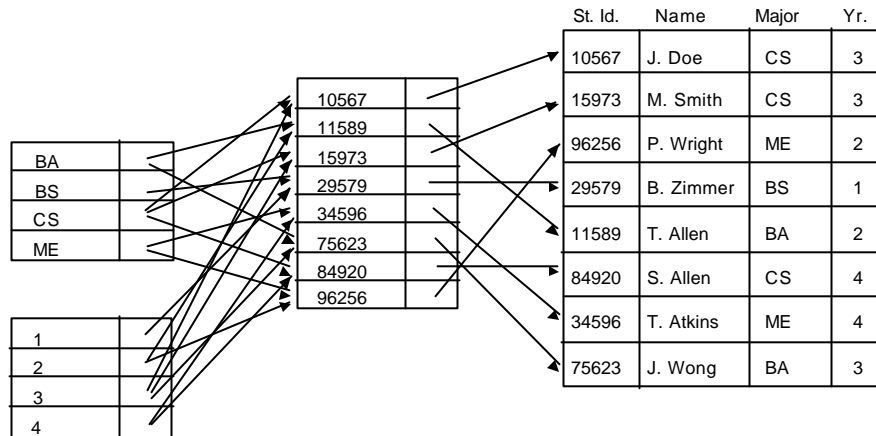 St. Id. Name Major Yr.
10567 J. Doe CS 3
15973 M. Smith CS 3
96256 P. Wright ME 2
29579 B. Zimmer BS 1
11589 T. Allen BA 2
84920 S. Allen CS 4
34596 T. Atkins ME 4
75623 J. Wong BA 3
10567
11589
15973
29579
34596
75623
84920
96256
BA
BS
CS
ME
1
2
3
4